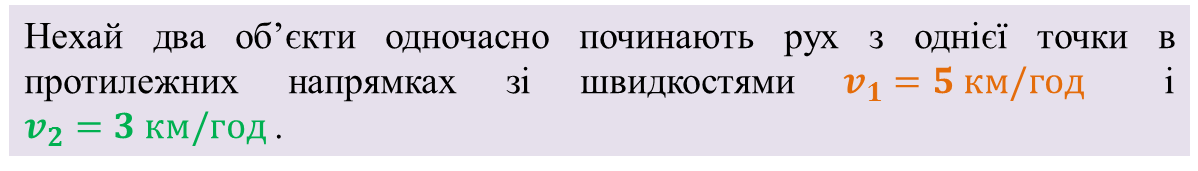 Нехай два об’єкти одночасно починають рух з однієї точки в
протилежних напрямках зі швидкостями v₁ = 5 км/год і
v₂ = 3 км/год .